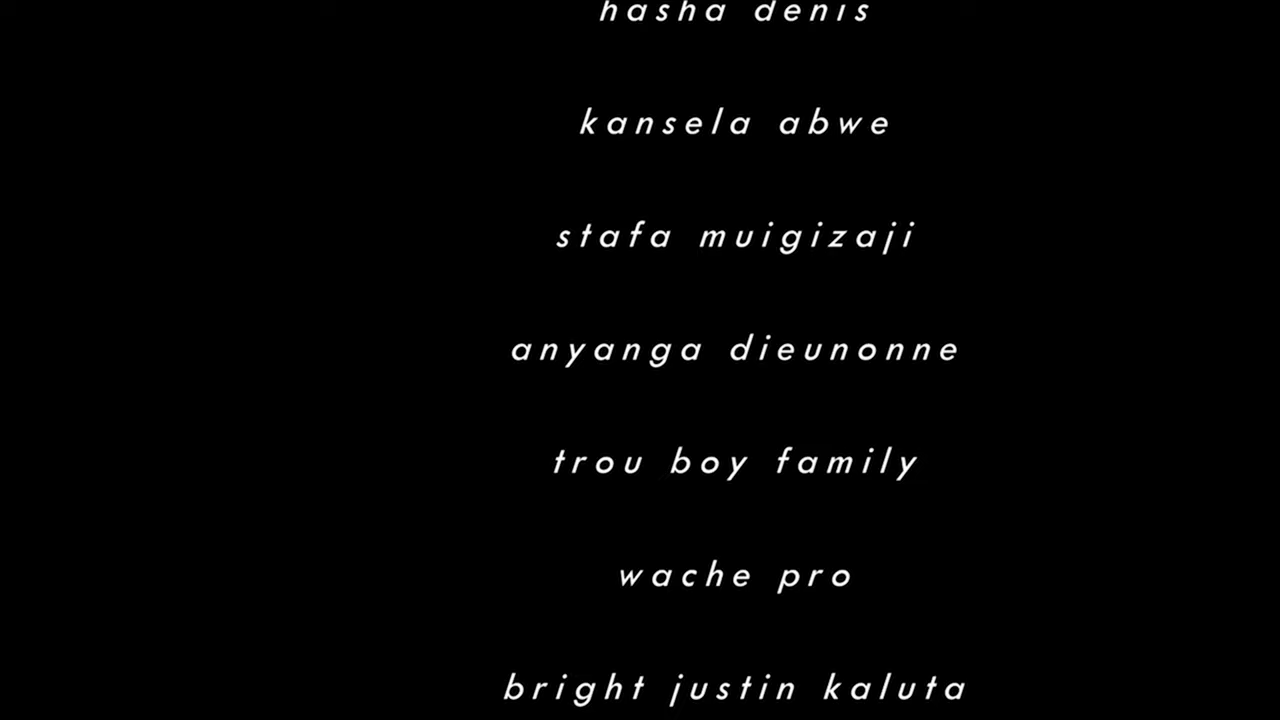 hasha denis
kansela abwe
stafa muigizaji
anyanga dieunonne
trou boy family
wache pro
bright justin kaluta